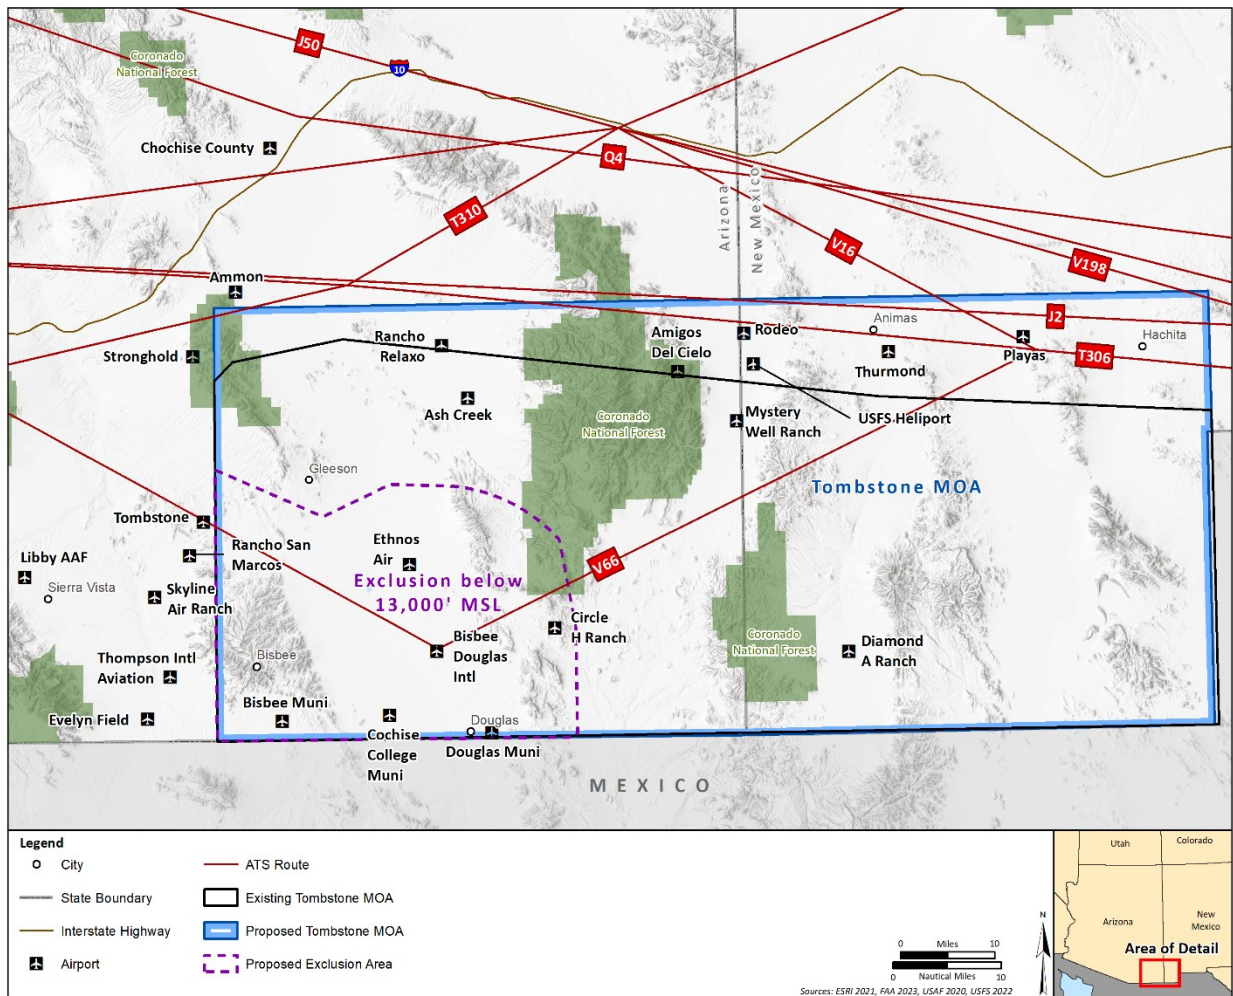 J50
10
Coronado
National Forest
Chochise County
Q4
T310
Arizona
New Mexico
V16
V198
Ammon
J2
Animas
Hachita
Rancho
Relaxo
Amigos
Del Cielo
Rodeo
Stronghold
Thurmond
Playas
T306
Ash Creek
Coronado
National Forest
Mystery
Well Ranch
USFS Heliport
Gleeson
Tombstone MOA
Tombstone
Rancho San
Marcos
Ethnos
Air
Libby AAF
Sierra Vista
Skyline
Air Ranch
Exclusion below
13,000' MSL
V66
Circle
H Ranch
Bisbee
Douglas
Intl
Coronado
National Forest
Diamond
A Ranch
Thompson Intl
Aviation
Bisbee
Bisbee Muni
Evelyn Field
Cochise
College
Muni
Douglas
Douglas Muni
MEXICO
Legend
City
State Boundary
Interstate Highway
Airport
ATS Route
Existing Tombstone MOA
Proposed Tombstone MOA
Proposed Exclusion Area
0 Miles 10
0 Nautical Miles 10
N
Sources: ESRI 2021, FAA 2023, USAF 2020, USFS 2022
Utah
Colorado
Arizona
New
Mexico
Area of Detail